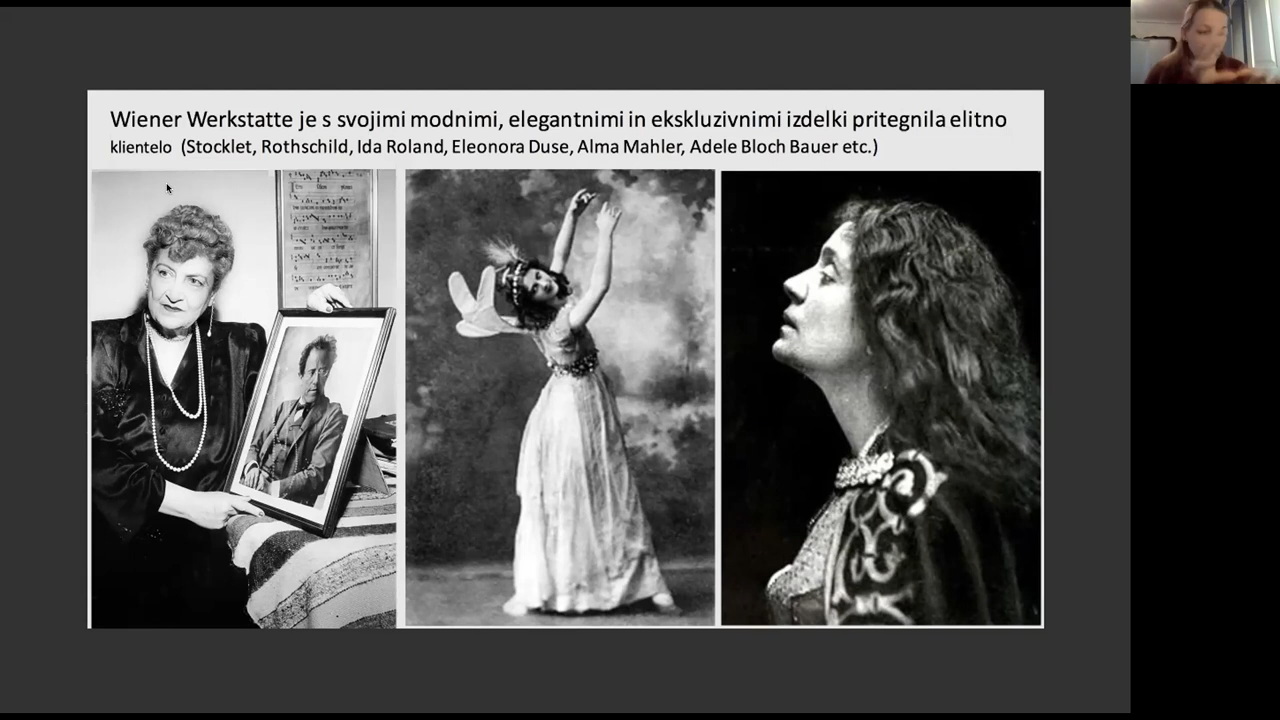 Wiener Werkstatte je s svojimi modnimi, elegantnimi in ekskluzivnimi izdelki pritegnila elitno
klientelo (Stocklet, Rothschild, Ida Roland, Eleonora Duse, Alma Mahler, Adele Bloch Bauer etc.)